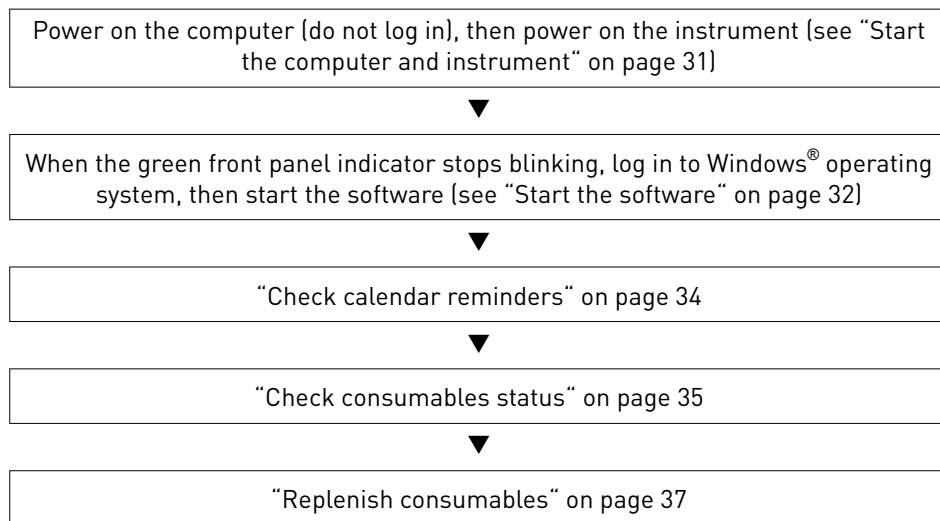 Power on the computer (do not log in), then power on the instrument (see “Start
the computer and instrument“ on page 31)
▼
When the green front panel indicator stops blinking, log in to Windows® operating
system, then start the software (see “Start the software“ on page 32)
▼
“Check calendar reminders“ on page 34
▼
“Check consumables status“ on page 35
▼
“Replenish consumables“ on page 37